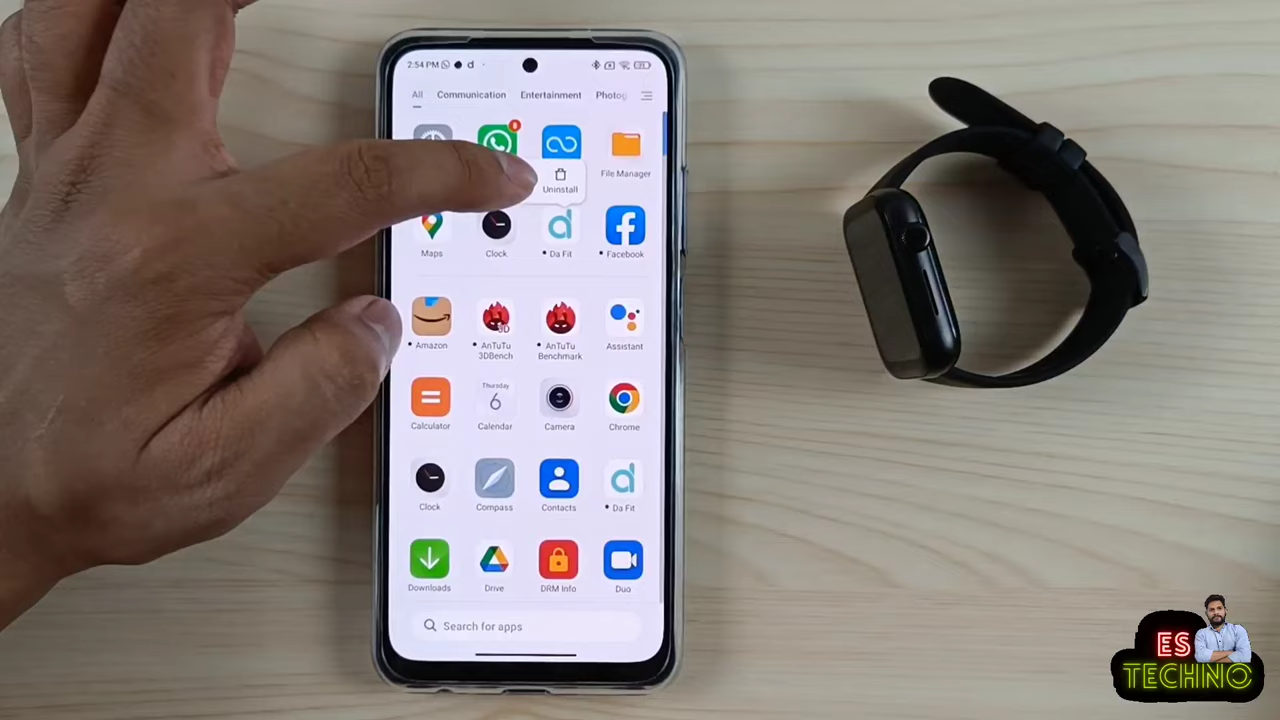 2:54 PM
All Communication Entertainment Photog
8
File Manager
Uninstall
Maps Clock Da Fit Facebook
3D
Amazon AnTuTu 3DBench AnTuTu Benchmark Assistant
Thursday
6
Calculator Calendar Camera Chrome
Clock Compass Contacts Da Fit
Downloads Drive DRM Info Duo
Search for apps
ES
TECHNO